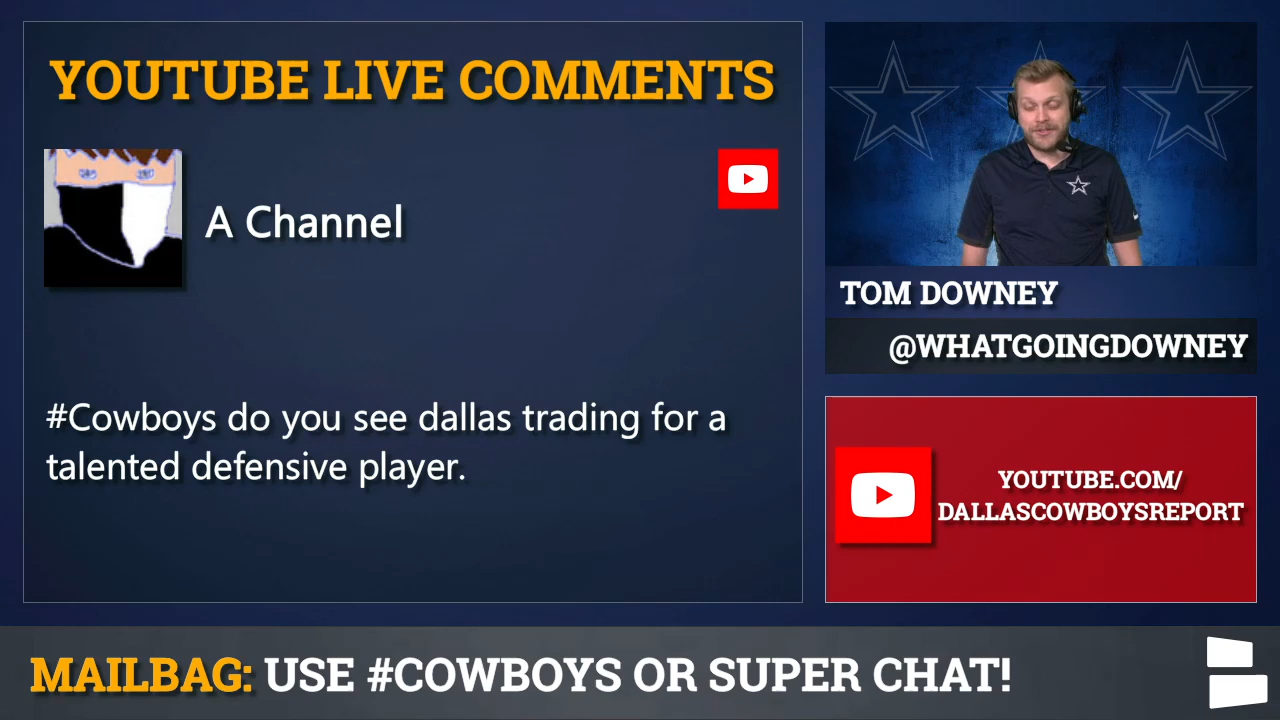 YOUTUBE LIVE COMMENTS
A Channel
#Cowboys do you see dallas trading for a
talented defensive player.
TOM DOWNEY
@WHATGOINGDOWNEY
YOUTUBE.COM/
DALLASCOWBOYSREPORT
MAILBAG: USE #COWBOYS OR SUPER CHAT!